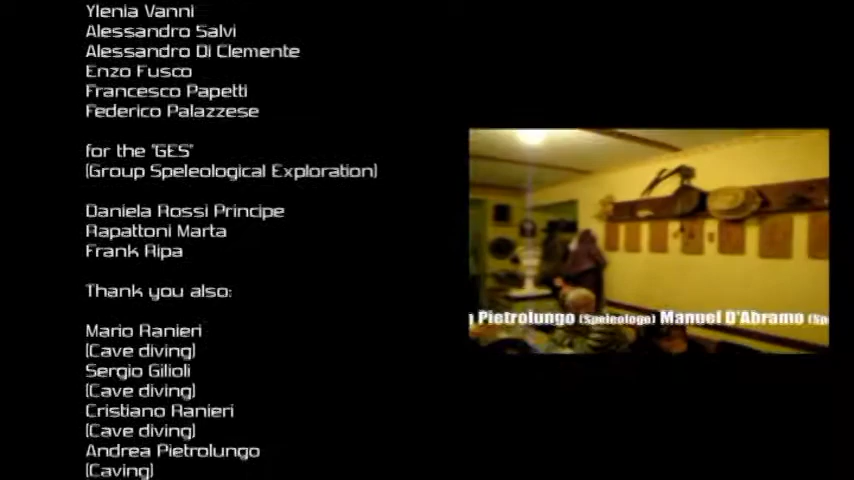 Ylenia Vanni
Alessandro Salvi
Alessandro Di Clemente
Enzo Fusco
Francesco Papetti
Federico Palazzese
for the "GES"
(Group Speleological Exploration)
Daniela Rossi Principe
Rapattoni Marta
Frank Ripa
Thank you also:
Mario Ranieri
(Cave diving)
Sergio Gilioli
(Cave diving)
Cristiano Ranieri
(Cave diving)
Andrea Pietrolungo
(Caving)
Pietrolungo (Speleologo) Manuel D'Abramo (Sp